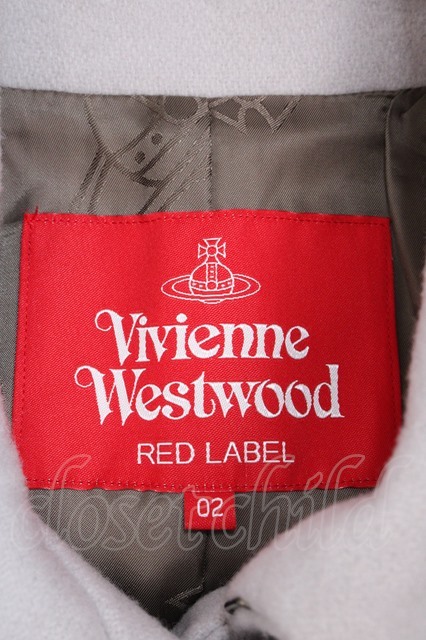 Vivienne
Westwood
RED LABEL
closet child
02